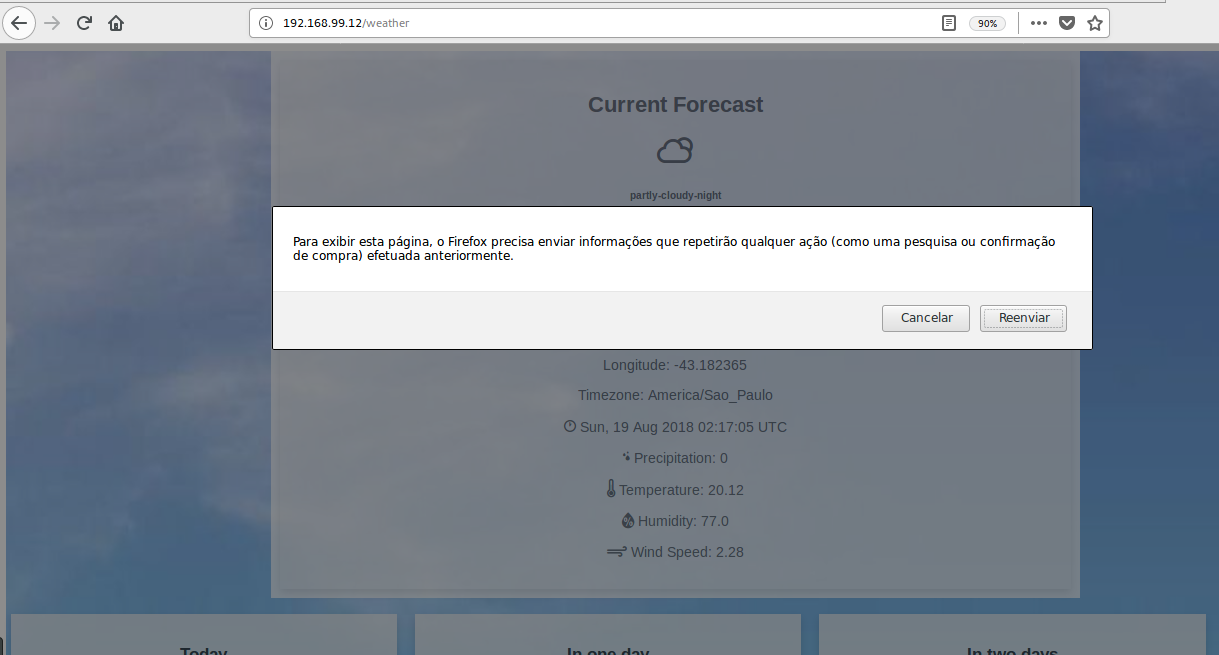 192.168.99.12/weather
90%
Current Forecast
partly-cloudy-night
Para exibir esta página, o Firefox precisa enviar informações que repetirão qualquer ação (como uma pesquisa ou confirmação
de compra) efetuada anteriormente.
Cancelar
Reenviar
Longitude: -43.182365
Timezone: America/Sao_Paulo
Sun, 19 Aug 2018 02:17:05 UTC
Precipitation: 0
Temperature: 20.12
% Humidity: 77.0
Wind Speed: 2.28
Today
In one day
In two days